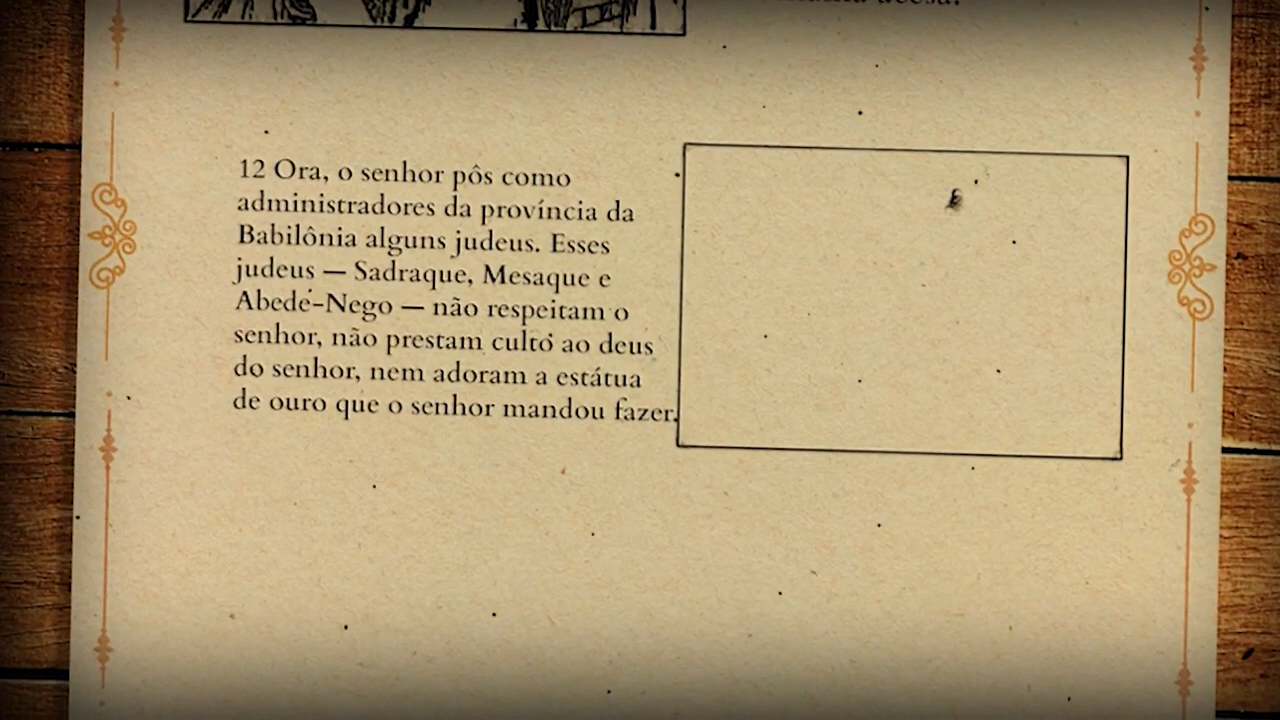 acesa.
12 Ora, o senhor pôs como
administradores da província da
Babilônia alguns judeus. Esses
judeus — Sadraque, Mesaque e
Abede-Nego — não respeitam o
senhor, não prestam culto ao deus
do senhor, nem adoram a estátua
de ouro que o senhor mandou fazer.